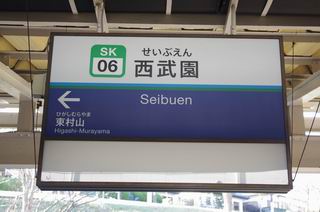 SK
06
せいぶえん
西武園
Seibuen
←
ひがしむらやま
東村山
Higashi-Murayama